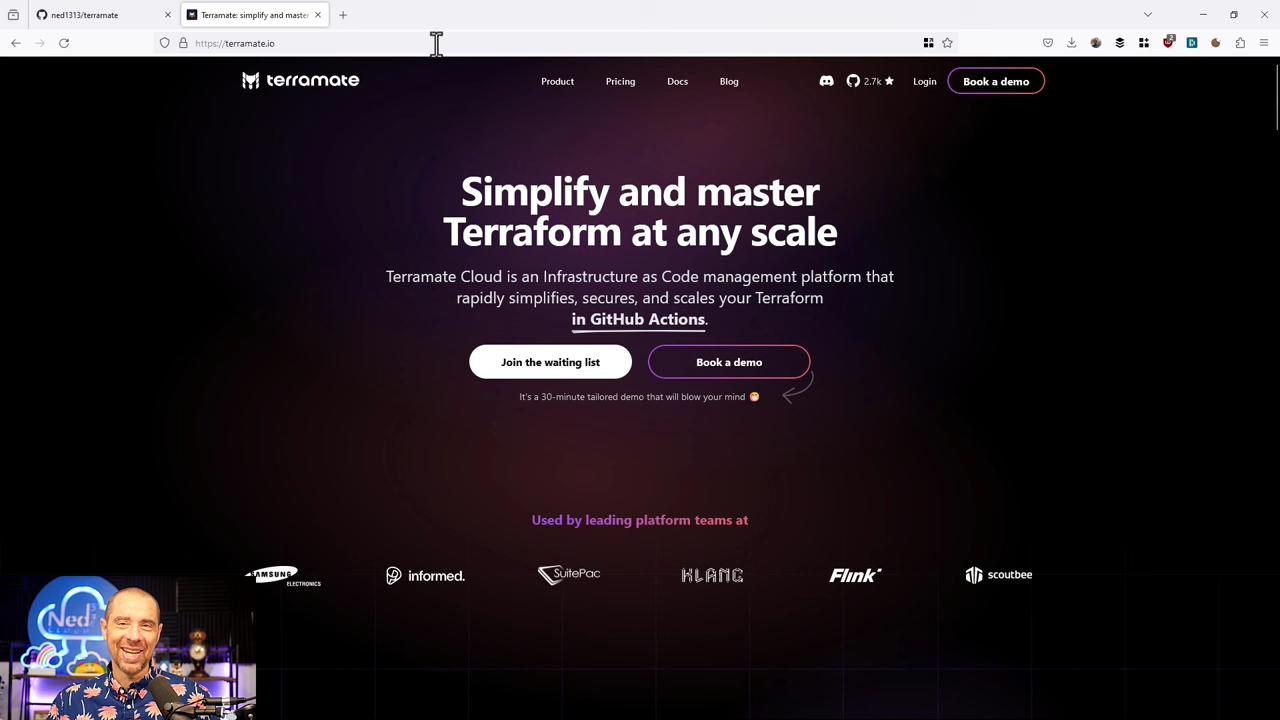 ned1313/terramate
Terramate: simplify and master
https://terramate.io
2
terramate
Product
Pricing
Docs
Blog
2.7k
Login
Book a demo
Simplify and master
Terraform at any scale
Terramate Cloud is an Infrastructure as Code management platform that
rapidly simplifies, secures, and scales your Terraform
in GitHub Actions.
Join the waiting list
Book a demo
It's a 30-minute tailored demo that will blow your mind
Used by leading platform teams at
SAMSUNG
ELECTRONICS
informed.
SuitePac
KLANG
Flink
scoutbee
Ned